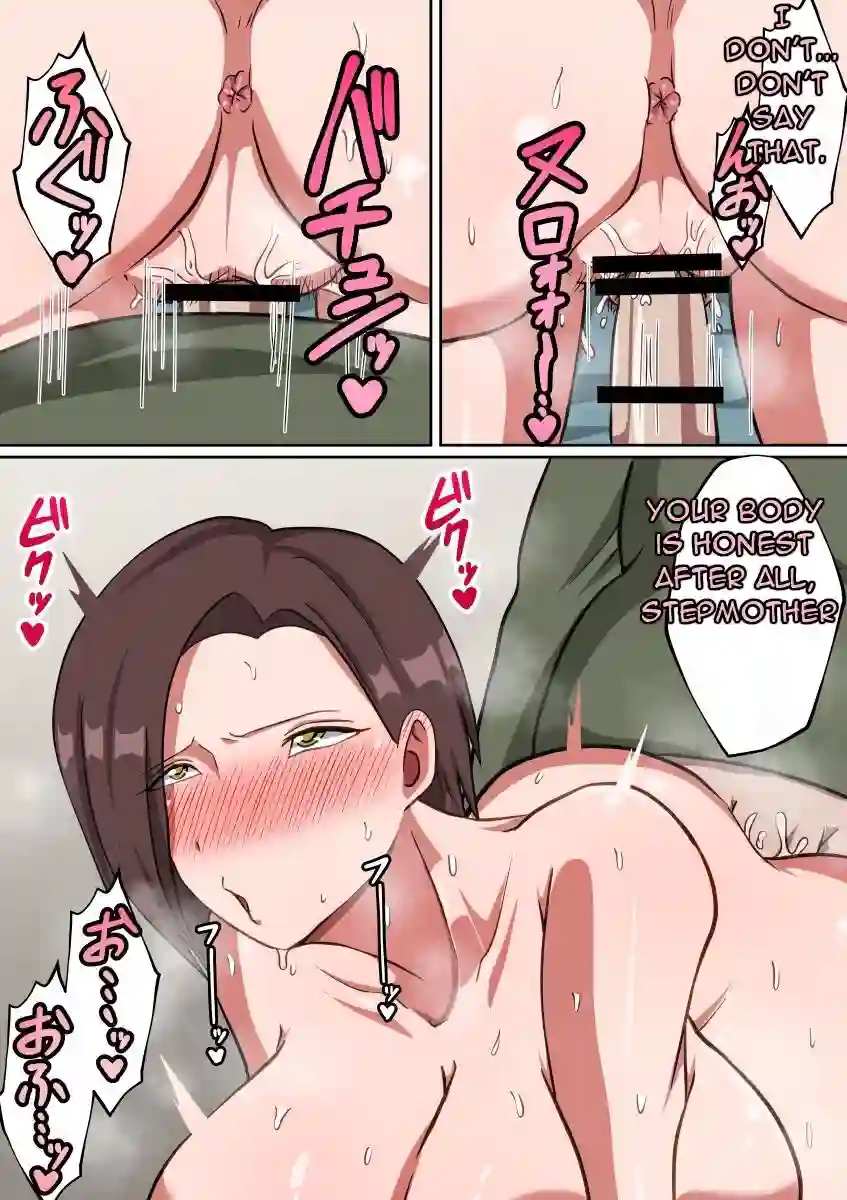 I
DON'T...
DON'T
SAY
THAT.
んおッ♥
ヌロォォ〜…♥
バチュンッ♥
ふぐッ♥
YOUR BODY
IS HONEST
AFTER ALL,
STEPMOTHER
ビクッ♥
ビクッ♥
フーッ♥
フーッ♥
お…ッ♥
おふ…ッ♥